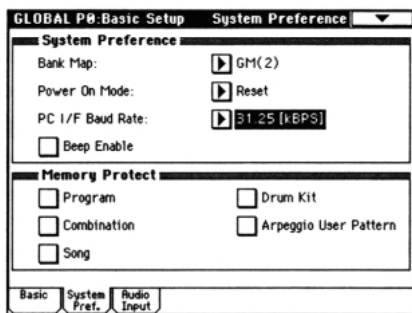 GLOBAL P0:Basic Setup System Preference
System Preference
Bank Map: GM(2)
Power On Mode: Reset
PC I/F Baud Rate: 31.25 [kBPS]
Beep Enable
Memory Protect
Program Drum Kit
Combination Arpeggio User Pattern
Song
Basic System Pref. Audio Input